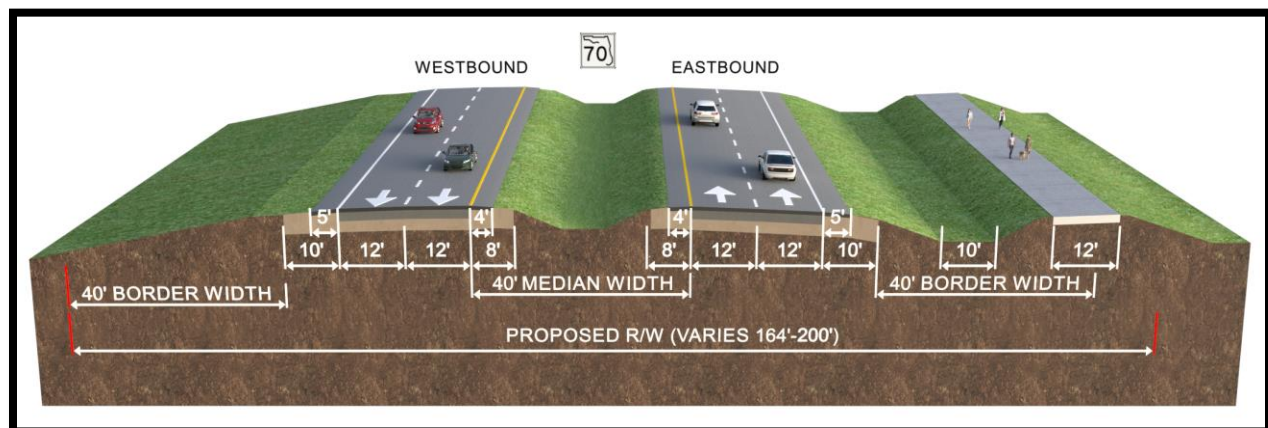 70
WESTBOUND
EASTBOUND
5'
4'
4'
5'
10'
12'
12'
8'
8'
12'
12'
10'
10'
12'
40' BORDER WIDTH
40' MEDIAN WIDTH
40' BORDER WIDTH
PROPOSED R/W (VARIES 164'-200')